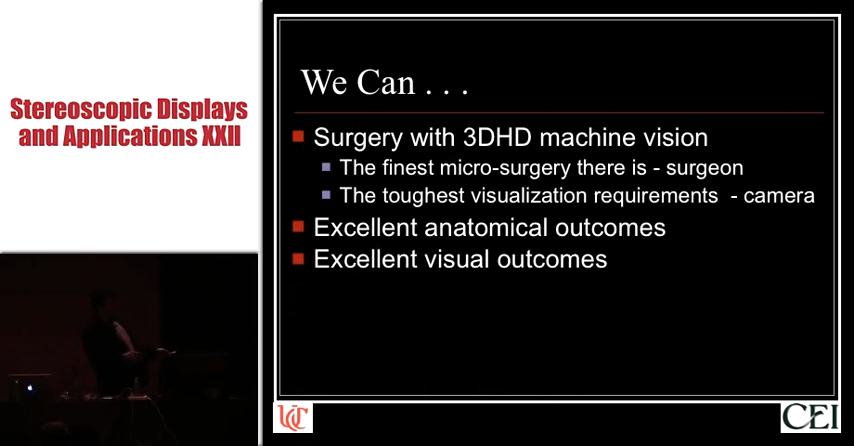 Stereoscopic Displays
and Applications XXII
We Can . . .
Surgery with 3DHD machine vision
The finest micro-surgery there is - surgeon
The toughest visualization requirements - camera
Excellent anatomical outcomes
Excellent visual outcomes
UC
CEI